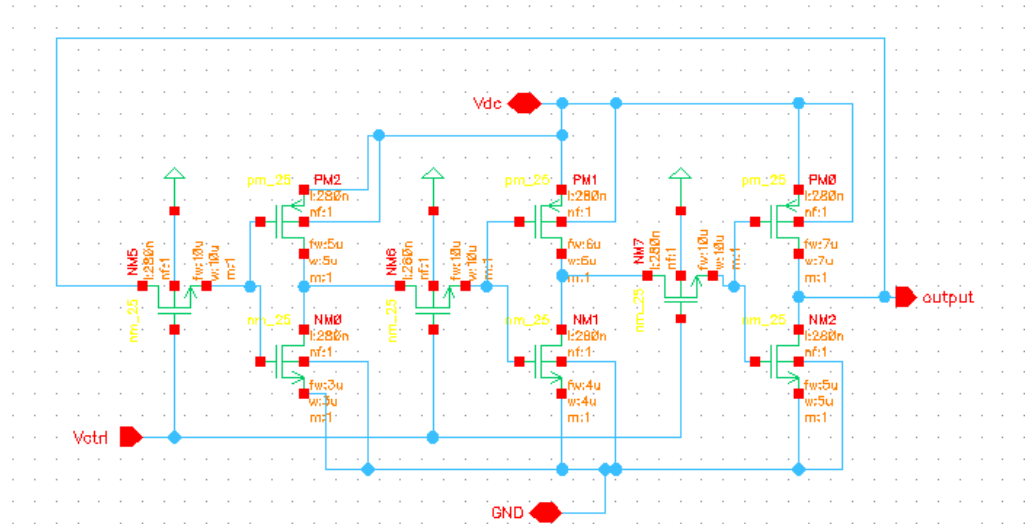 Vdc
pm_25
PM2
l:280n
nf:1
fw:5u
w:5u
m:1
pm_25
PM1
l:280n
nf:1
fw:6u
w:6u
m:1
pm_25
PM0
l:280n
nf:1
fw:7u
w:7u
m:1
NM5
l:280n
nf:1
fw:10u
w:10u
m:1
nm_25
NM6
l:280n
nf:1
fw:10u
w:10u
m:1
nm_25
NM7
l:280n
nf:1
fw:10u
w:10u
m:1
nm_25
output
nm_25
NM0
l:280n
nf:1
fw:3u
w:3u
m:1
nm_25
NM1
l:280n
nf:1
fw:4u
w:4u
m:1
nm_25
NM2
l:280n
nf:1
fw:5u
w:5u
m:1
Vctrl
GND